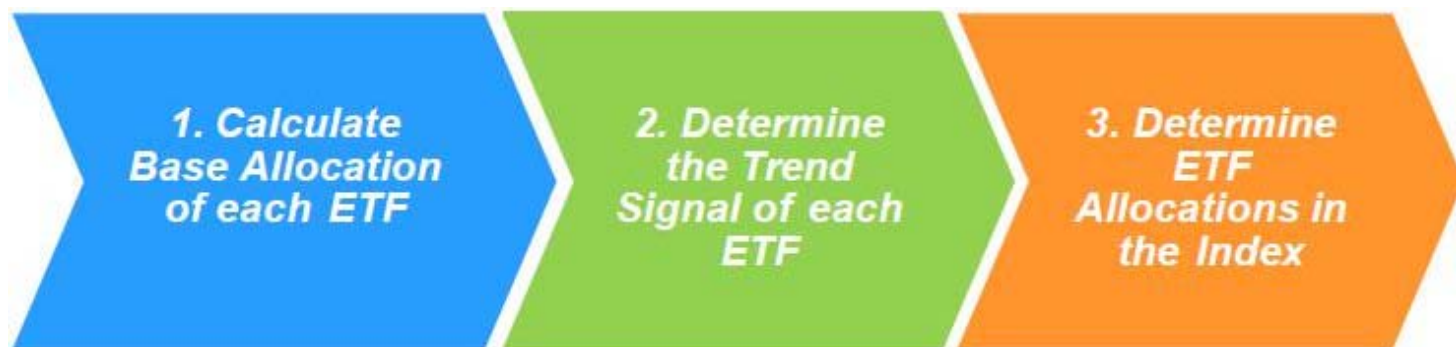 1. Calculate
Base Allocation
of each ETF
2. Determine
the Trend
Signal of each
ETF
3. Determine
ETF
Allocations in
the Index